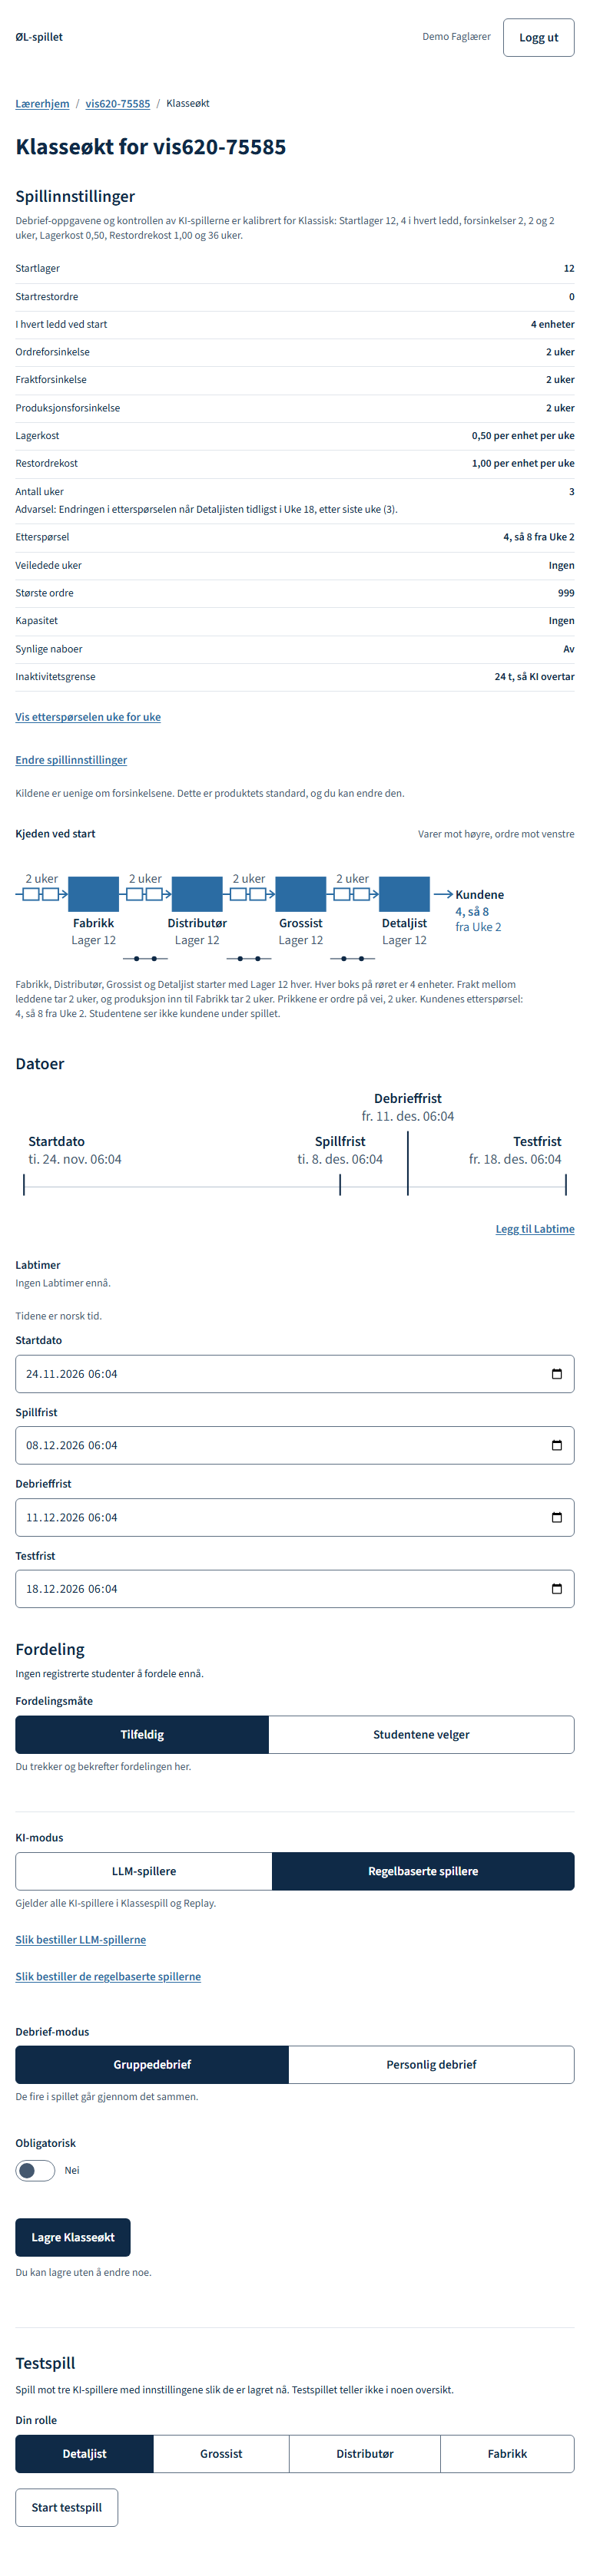 ØL-spillet
Demo Faglærer
Logg ut
Lærerhjem / vis620-75585 / Klasseøkt
Klasseøkt for vis620-75585
Spillinnstillinger
Debrief-oppgavene og kontrollen av KI-spillerne er kalibrert for Klassisk: Startlager 12, 4 i hvert ledd, forsinkelser 2, 2 og 2
uker, Lagerkost 0,50, Restordrekost 1,00 og 36 uker.
Startlager 12
Startrestordre 0
I hvert ledd ved start 4 enheter
Ordreforsinkelse 2 uker
Fraktforsinkelse 2 uker
Produksjonsforsinkelse 2 uker
Lagerkost 0,50 per enhet per uke
Restordrekost 1,00 per enhet per uke
Antall uker 3
Advarsel: Endringen i etterspørselen når Detaljisten tidligst i Uke 18, etter siste uke (3).
Etterspørsel 4, så 8 fra Uke 2
Veiledede uker Ingen
Største ordre 999
Kapasitet Ingen
Synlige naboer Av
Inaktivitetsgrense 24 t, så KI overtar
Vis etterspørselen uke for uke
Endre spillinnstillinger
Kildene er uenige om forsinkelsene. Dette er produktets standard, og du kan endre den.
Kjeden ved start Varer mot høyre, ordre mot venstre
2 uker 2 uker 2 uker 2 uker
Kundene
4, så 8
fra Uke 2
Fabrikk Distributør Grossist Detaljist
Lager 12 Lager 12 Lager 12 Lager 12
Fabrikk, Distributør, Grossist og Detaljist starter med Lager 12 hver. Hver boks på røret er 4 enheter. Frakt mellom
leddene tar 2 uker, og produksjon inn til Fabrikk tar 2 uker. Prikkene er ordre på vei, 2 uker. Kundenes etterspørsel:
4, så 8 fra Uke 2. Studentene ser ikke kundene under spillet.
Datoer
Debrieffrist
fr. 11. des. 06:04
Startdato Spillfrist Testfrist
ti. 24. nov. 06:04 ti. 8. des. 06:04 fr. 18. des. 06:04
Legg til Labtime
Labtimer
Ingen Labtimer ennå.
Tidene er norsk tid.
Startdato
24.11.2026 06:04
Spillfrist
08.12.2026 06:04
Debrieffrist
11.12.2026 06:04
Testfrist
18.12.2026 06:04
Fordeling
Ingen registrerte studenter å fordele ennå.
Fordelingsmåte
Tilfeldig Studentene velger
Du trekker og bekrefter fordelingen her.
KI-modus
LLM-spillere Regelbaserte spillere
Gjelder alle KI-spillere i Klassespill og Replay.
Slik bestiller LLM-spillerne
Slik bestiller de regelbaserte spillerne
Debrief-modus
Gruppedebrief Personlig debrief
De fire i spillet går gjennom det sammen.
Obligatorisk
Nei
Lagre Klasseøkt
Du kan lagre uten å endre noe.
Testspill
Spill mot tre KI-spillere med innstillingene slik de er lagret nå. Testspillet teller ikke i noen oversikt.
Din rolle
Detaljist Grossist Distributør Fabrikk
Start testspill